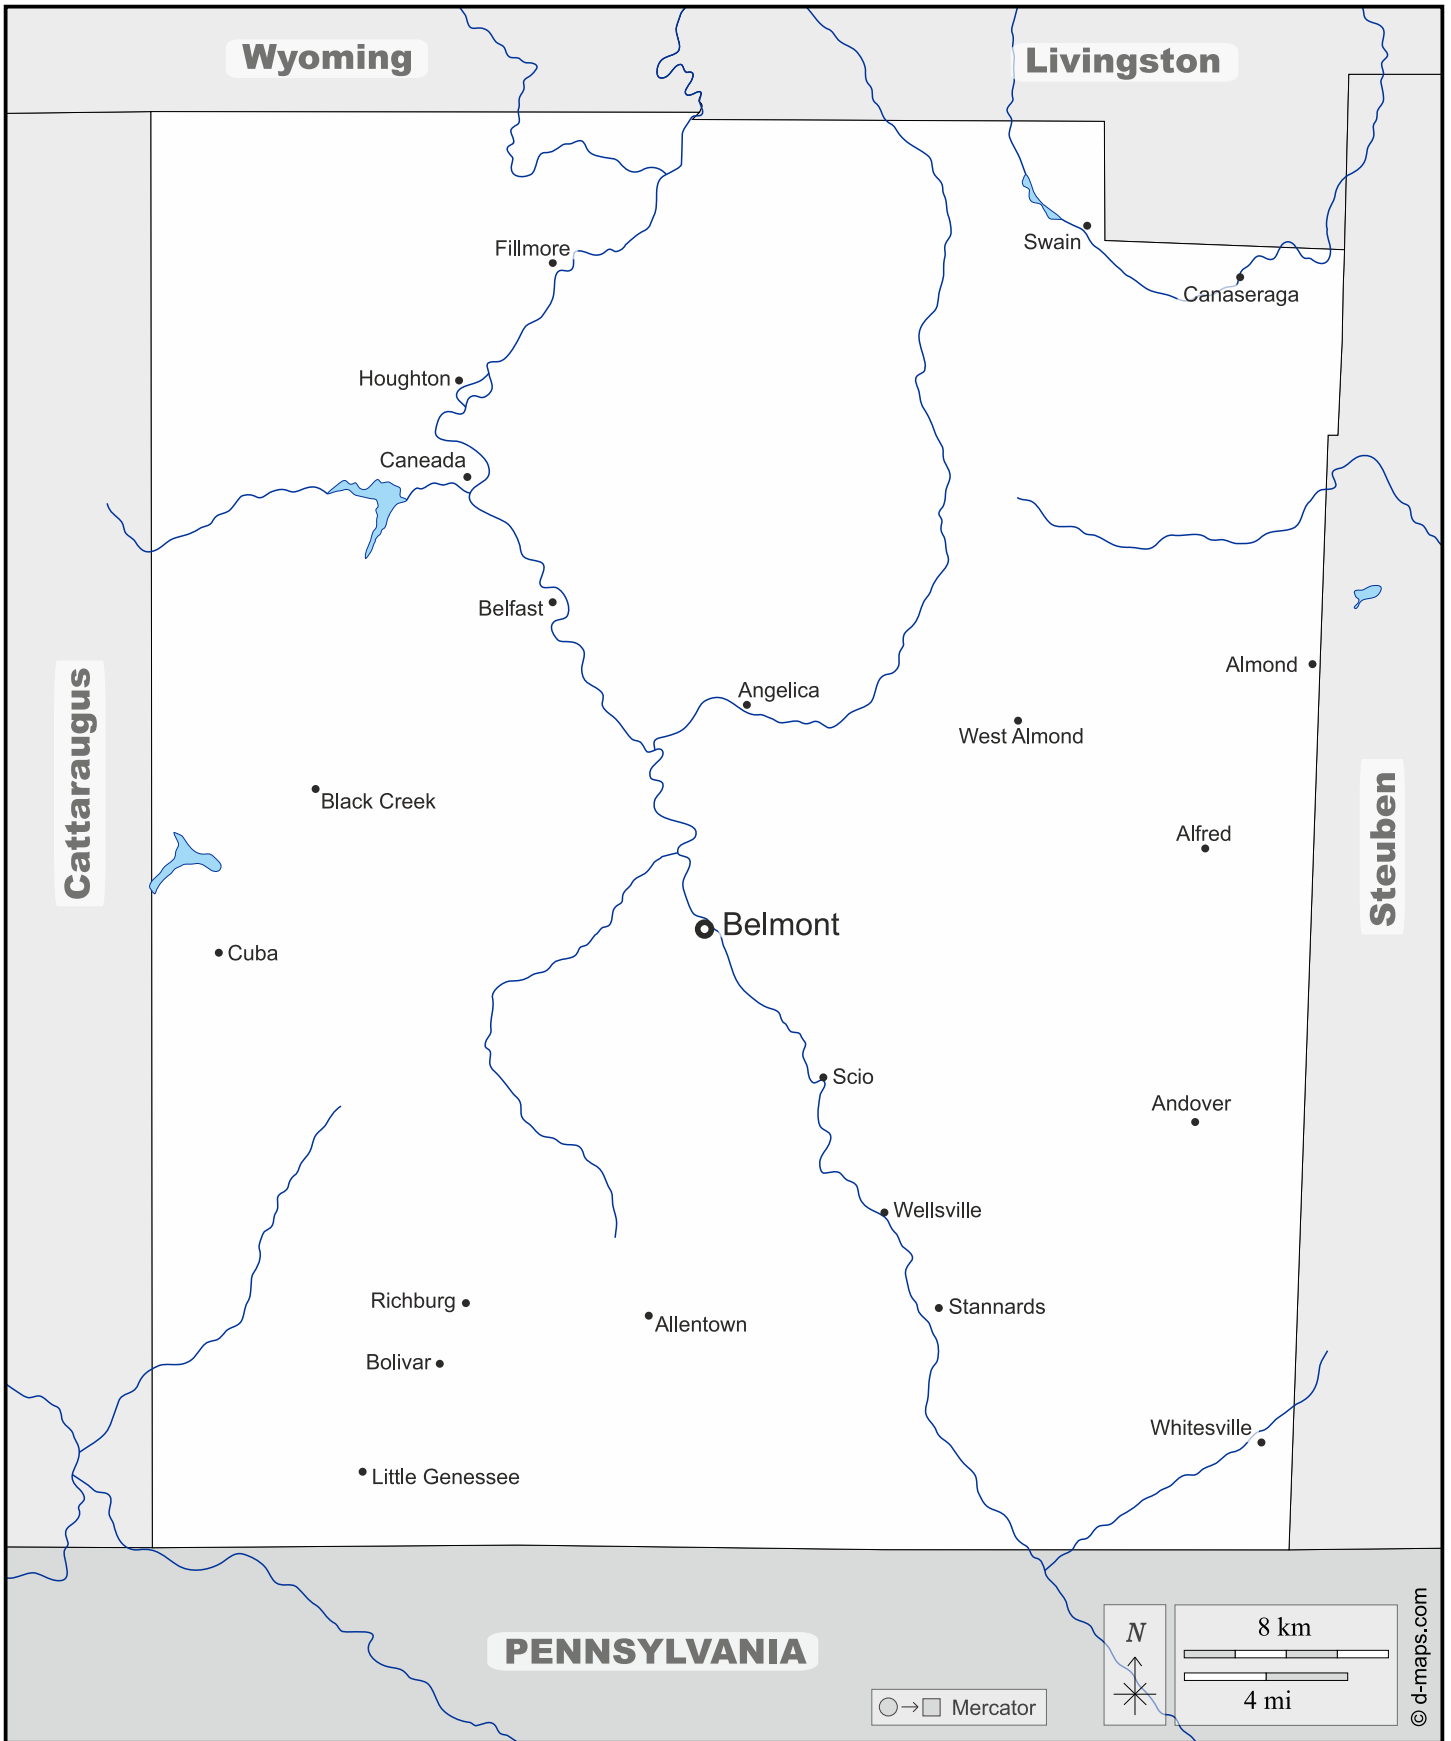 Wyoming
Livingston
Fillmore
Swain
Canaseraga
Houghton
Caneada
Belfast
Almond
Angelica
West Almond
Cattaraugus
Black Creek
Steuben
Alfred
Belmont
Cuba
Scio
Andover
Wellsville
Richburg
Stannards
Allentown
Bolivar
Whitesville
Little Genessee
PENNSYLVANIA
N
8 km
4 mi
Mercator
© d-maps.com